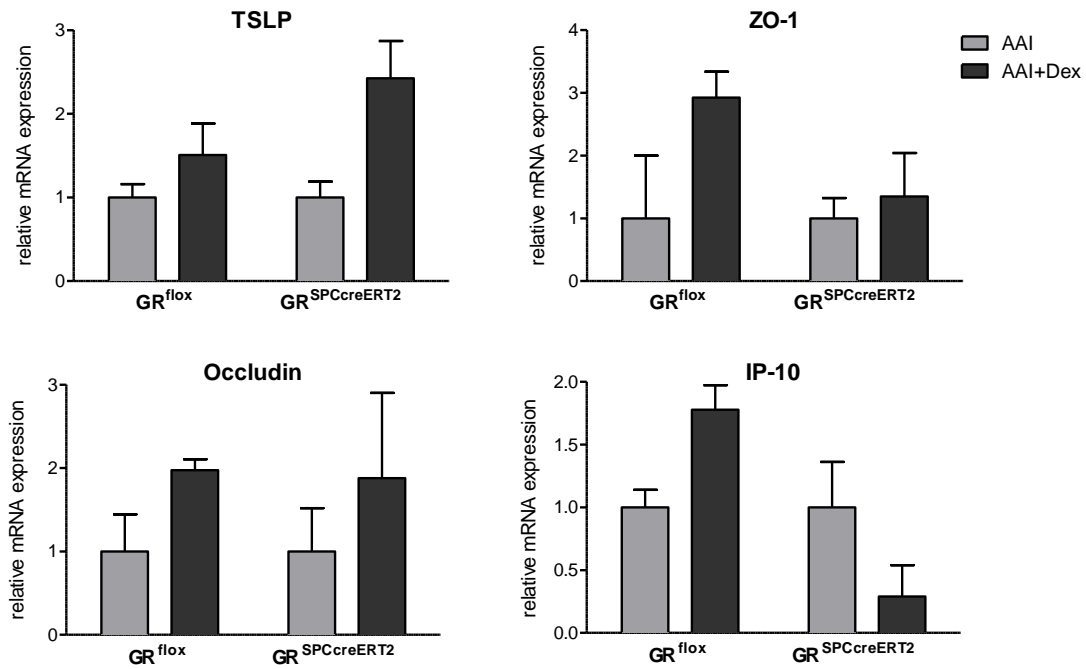 TSLP
relative mRNA expression
3
2
1
0
GR^flox
GR^SPCcreERT2
ZO-1
relative mRNA expression
4
3
2
1
0
GR^flox
GR^SPCcreERT2
AAI
AAI+Dex
Occludin
relative mRNA expression
3
2
1
0
GR^flox
GR^SPCcreERT2
IP-10
relative mRNA expression
2.0
1.5
1.0
0.5
0.0
GR^flox
GR^SPCcreERT2